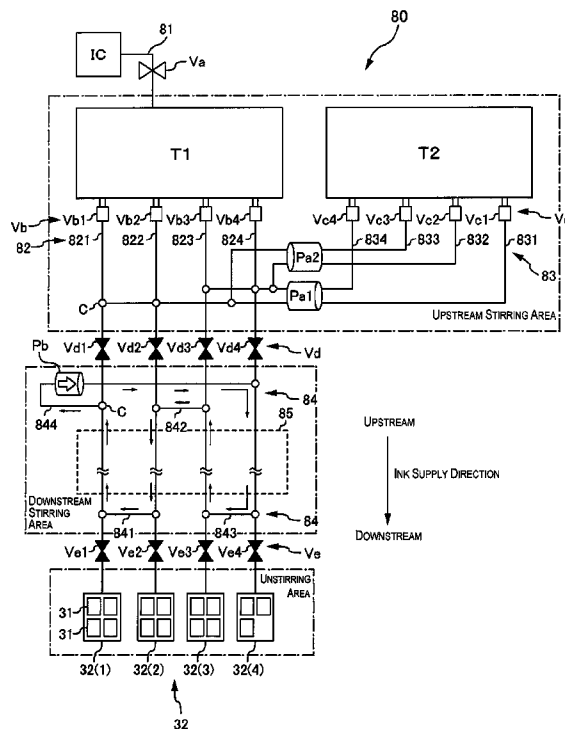 81
80
IC
Va
T1
T2
Vb
Vb1
Vb2
Vb3
Vb4
Vc4
Vc3
Vc2
Vc1
82
821
822
823
824
834
833
832
831
Pa2
83
Pa1
C
UPSTREAM STIRRING AREA
Vd1
Vd2
Vd3
Vd4
Vd
Pb
84
C
85
844
842
UPSTREAM
INK SUPPLY DIRECTION
DOWNSTREAM
DOWNSTREAM
STIRRING
AREA
841
843
84
Ve1
Ve2
Ve3
Ve4
Ve
UNSTIRRING
AREA
31
31
32(1)
32(2)
32(3)
32(4)
32